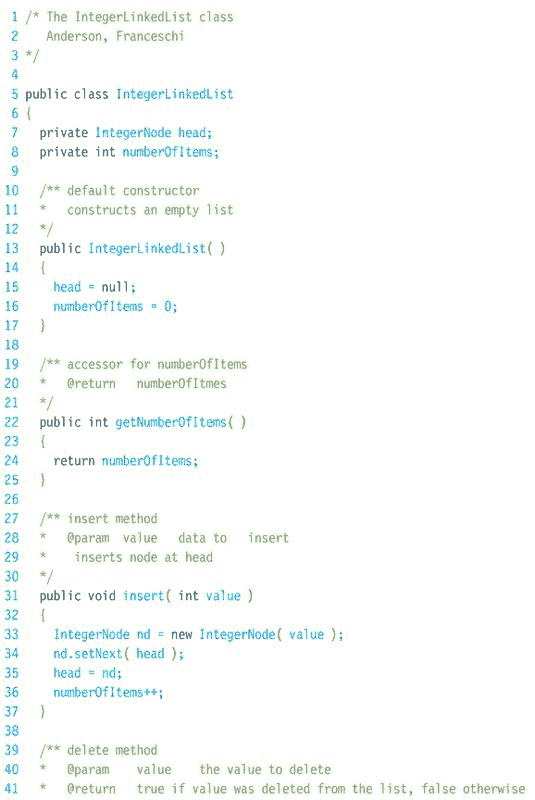 1 /* The IntegerLinkedList class
2    Anderson, Franceschi
3 */
4
5 public class IntegerLinkedList
6 {
7   private IntegerNode head;
8   private int numberOfItems;
9
10   /** default constructor
11   *   constructs an empty list
12   */
13   public IntegerLinkedList( )
14   {
15     head = null;
16     numberOfItems = 0;
17   }
18
19   /** accessor for numberOfItems
20   *   @return   numberOfItmes
21   */
22   public int getNumberOfItems( )
23   {
24     return numberOfItems;
25   }
26
27   /** insert method
28   *   @param  value   data to   insert
29   *    inserts node at head
30   */
31   public void insert( int value )
32   {
33     IntegerNode nd = new IntegerNode( value );
34     nd.setNext( head );
35     head = nd;
36     numberOfItems++;
37   }
38
39   /** delete method
40   *   @param    value    the value to delete
41   *   @return   true if value was deleted from the list, false otherwise